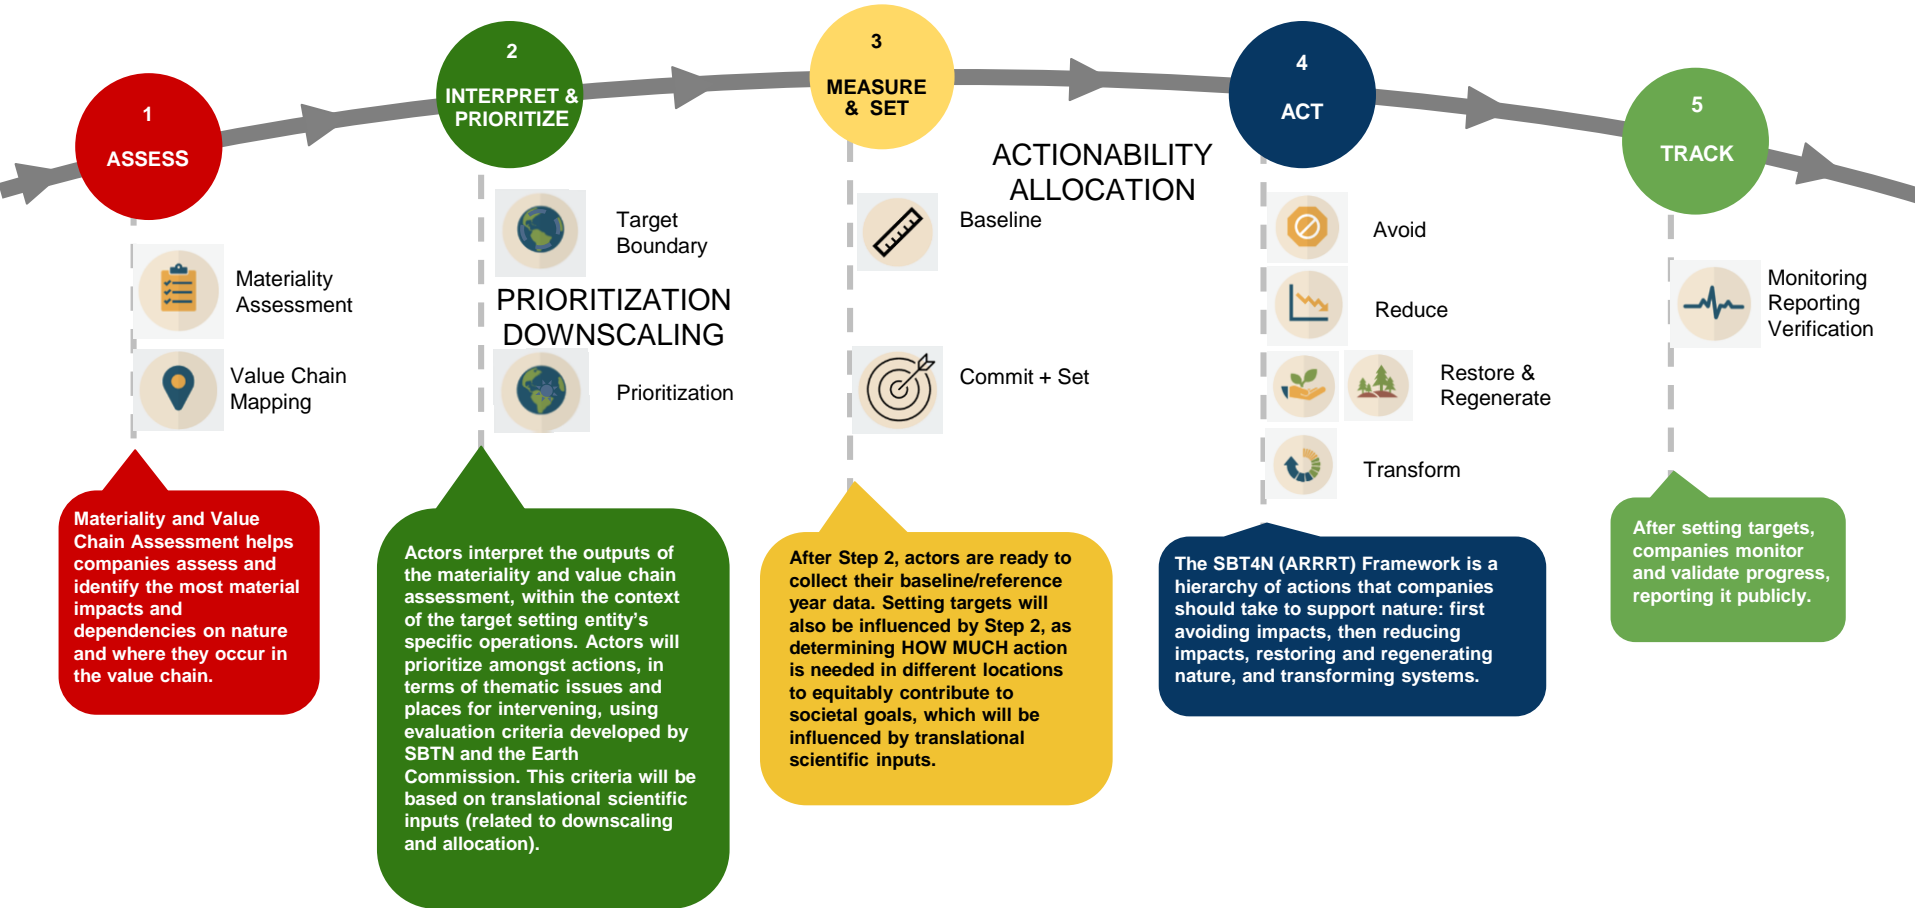 1
ASSESS
Materiality
Assessment
Value Chain
Mapping
Materiality and Value
Chain Assessment helps
companies assess and
identify the most material
impacts and
dependencies on nature
and where they occur in
the value chain.
2
INTERPRET &
PRIORITIZE
Target
Boundary
PRIORITIZATION
DOWNSCALING
Prioritization
Actors interpret the outputs of
the materiality and value chain
assessment, within the context
of the target setting entity's
specific operations. Actors will
prioritize amongst actions, in
terms of thematic issues and
places for intervening, using
evaluation criteria developed by
SBTN and the Earth
Commission. This criteria will be
based on translational scientific
inputs (related to downscaling
and allocation).
3
MEASURE
& SET
ACTIONABILITY
ALLOCATION
Baseline
Commit + Set
After Step 2, actors are ready to
collect their baseline/reference
year data. Setting targets will
also be influenced by Step 2, as
determining HOW MUCH action
is needed in different locations
to equitably contribute to
societal goals, which will be
influenced by translational
scientific inputs.
4
ACT
Avoid
Reduce
Restore &
Regenerate
Transform
The SBT4N (ARRRT) Framework is a
hierarchy of actions that companies
should take to support nature: first
avoiding impacts, then reducing
impacts, restoring and regenerating
nature, and transforming systems.
5
TRACK
Monitoring
Reporting
Verification
After setting targets,
companies monitor
and validate progress,
reporting it publicly.